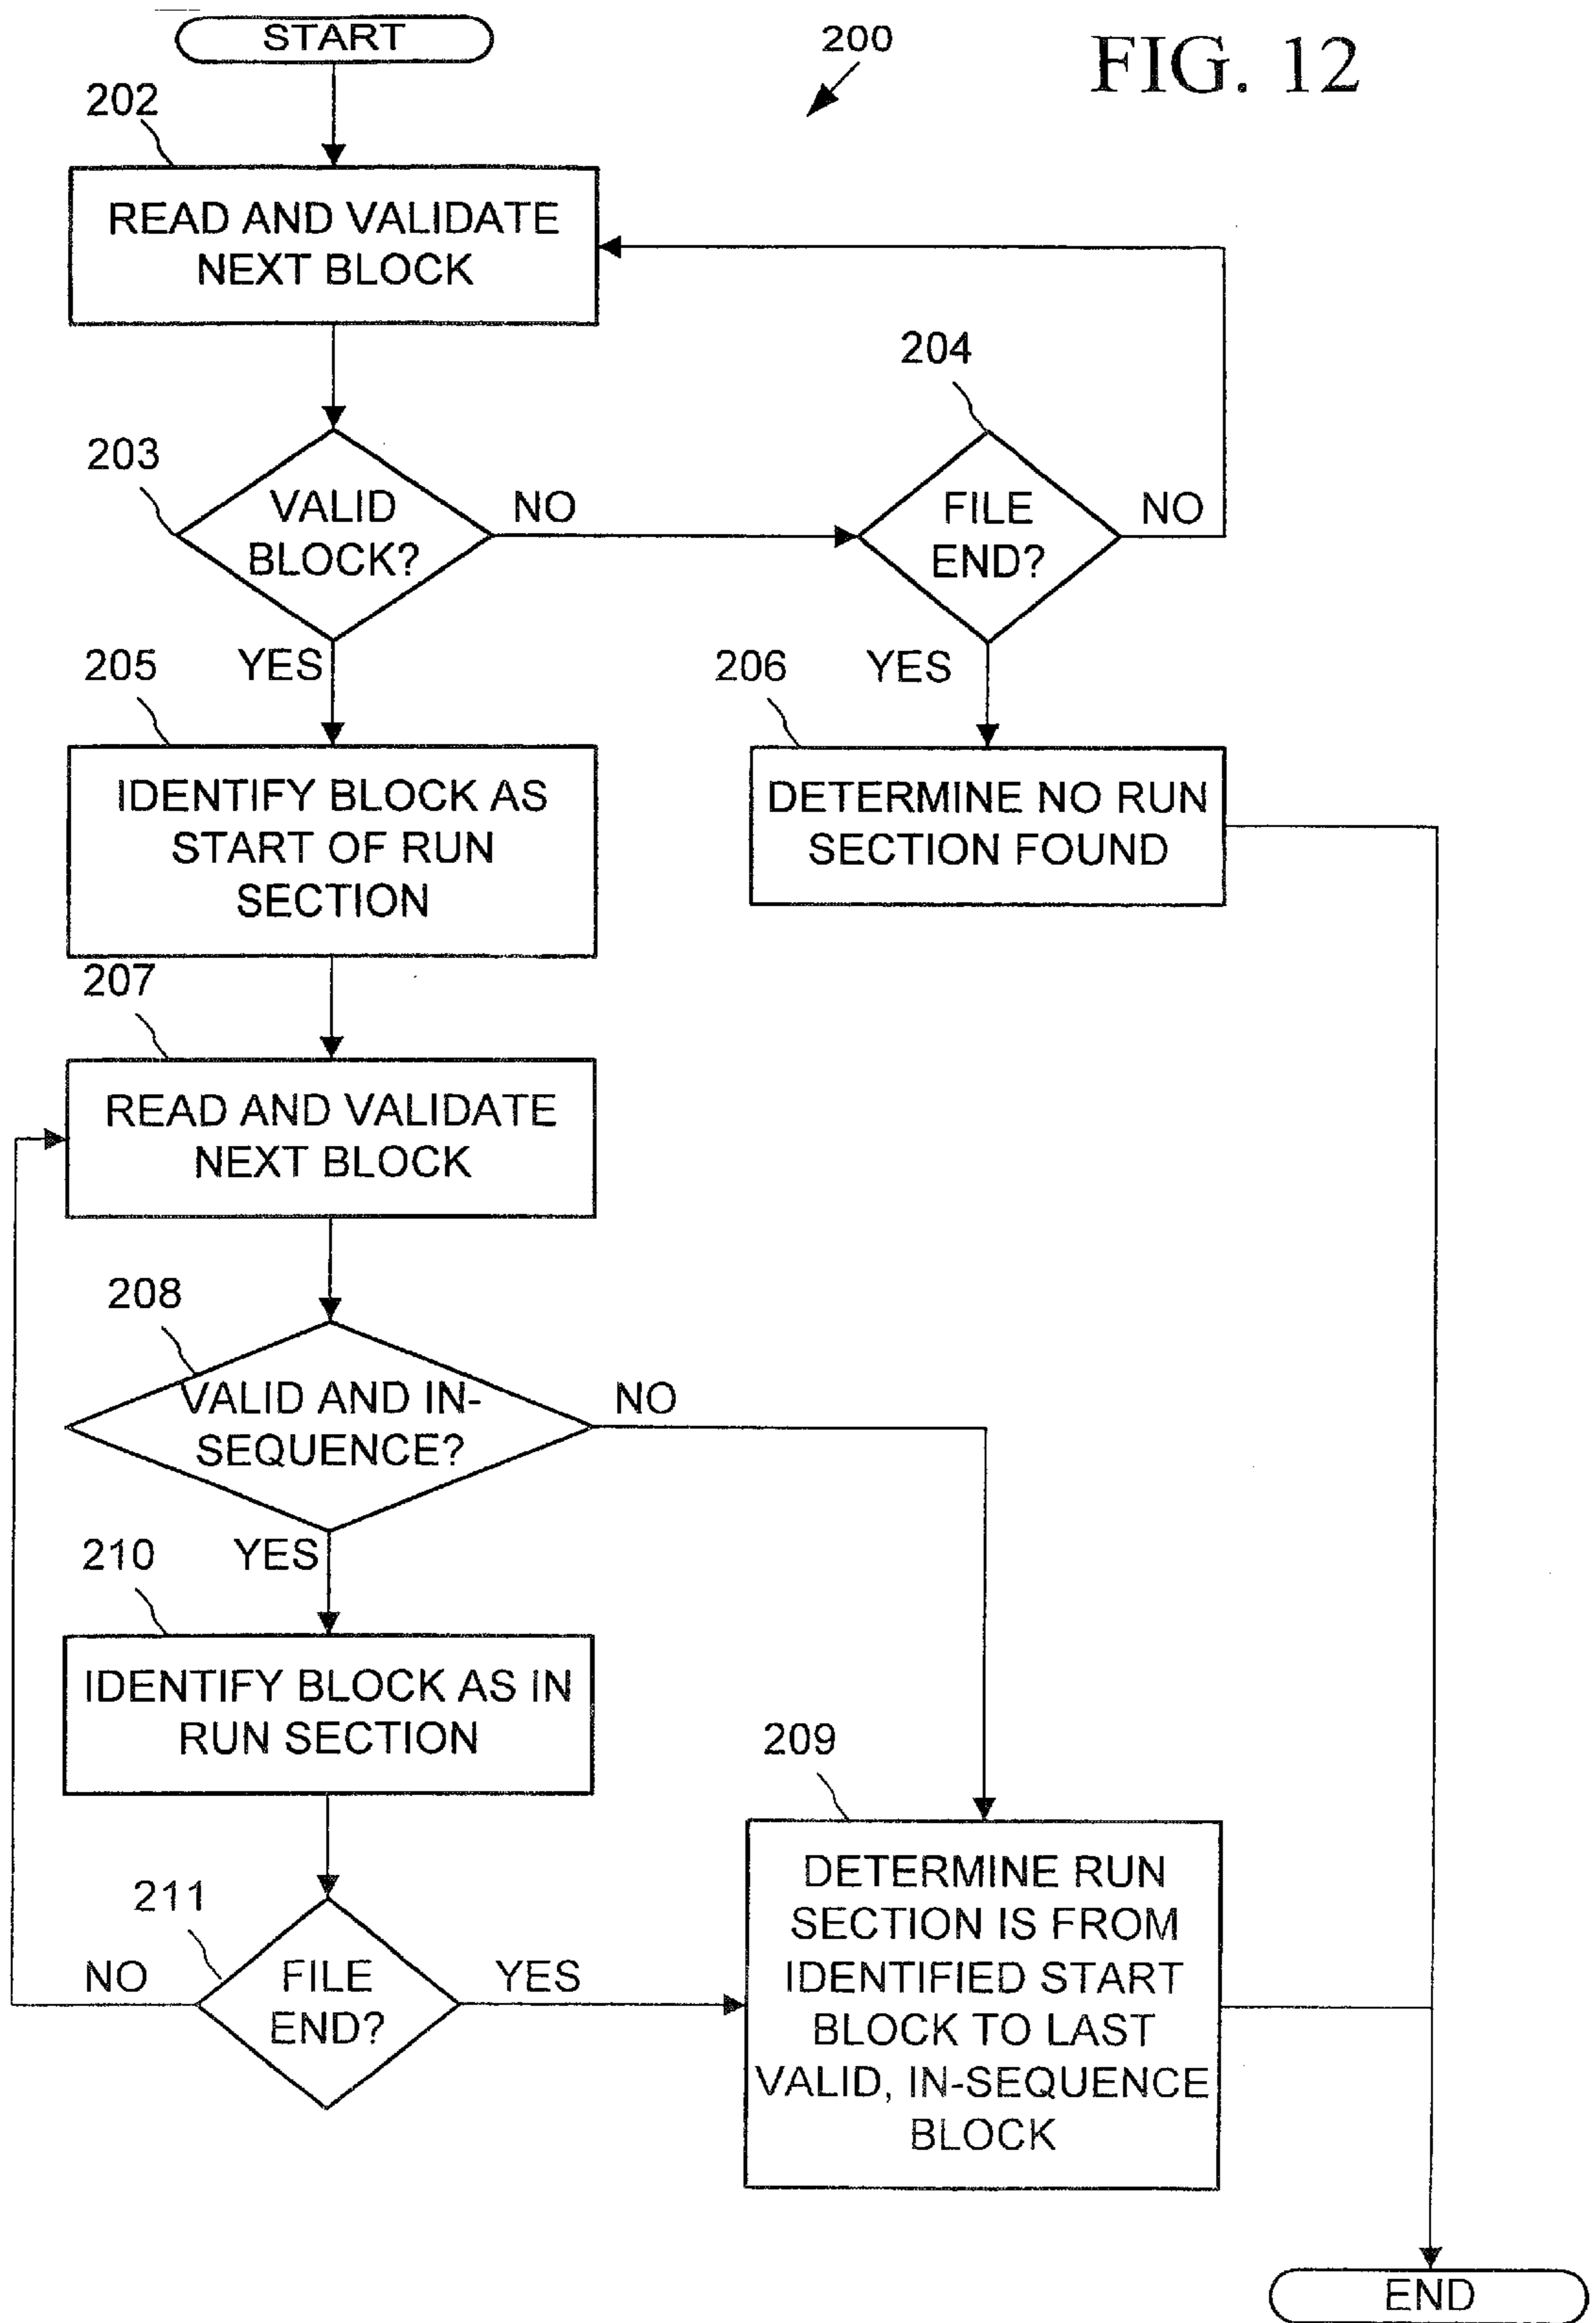 START
200
FIG. 12
202
READ AND VALIDATE
NEXT BLOCK
204
203
VALID
BLOCK?
NO
FILE
END?
NO
205
YES
206
YES
IDENTIFY BLOCK AS
START OF RUN
SECTION
DETERMINE NO RUN
SECTION FOUND
207
READ AND VALIDATE
NEXT BLOCK
208
VALID AND IN-
SEQUENCE?
NO
210
YES
IDENTIFY BLOCK AS IN
RUN SECTION
209
211
NO
FILE
END?
YES
DETERMINE RUN
SECTION IS FROM
IDENTIFIED START
BLOCK TO LAST
VALID, IN-SEQUENCE
BLOCK
END